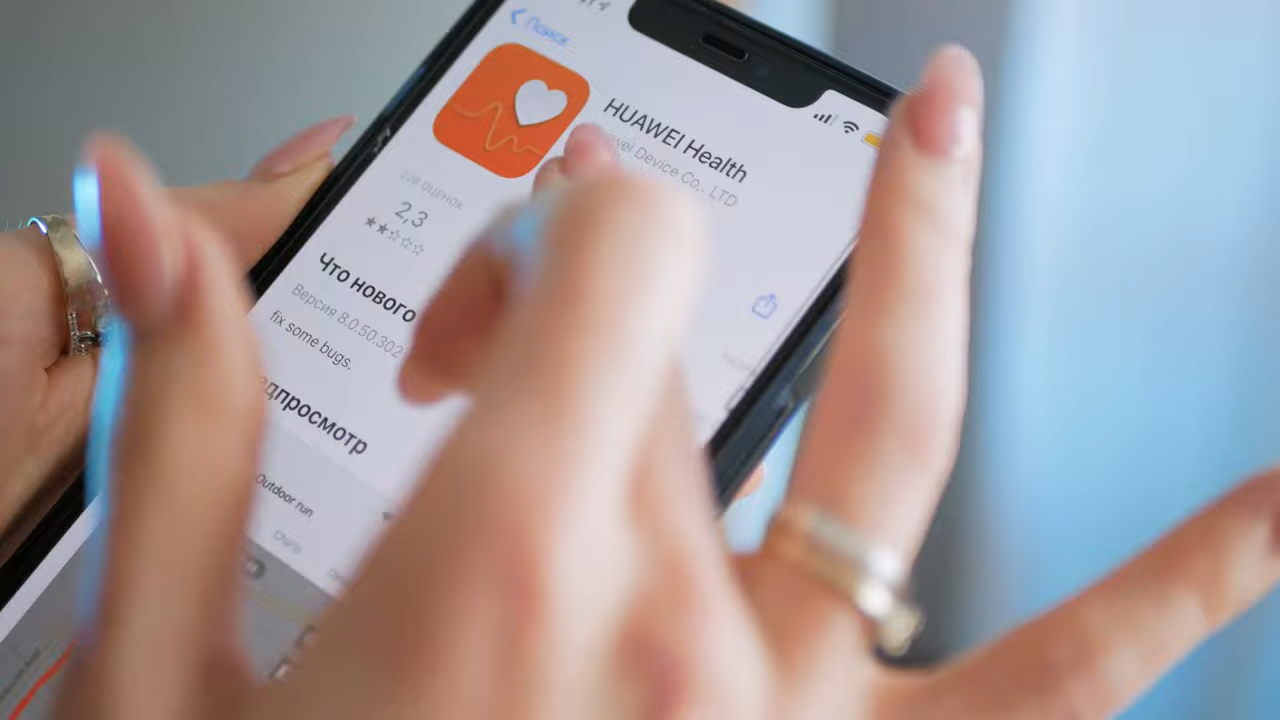 Поиск
HUAWEI Health
Device Co., LTD
ОЦЕНОК
2,3
Что нового
Версия 8.0.50.302
fix some bugs.
Outdoor run